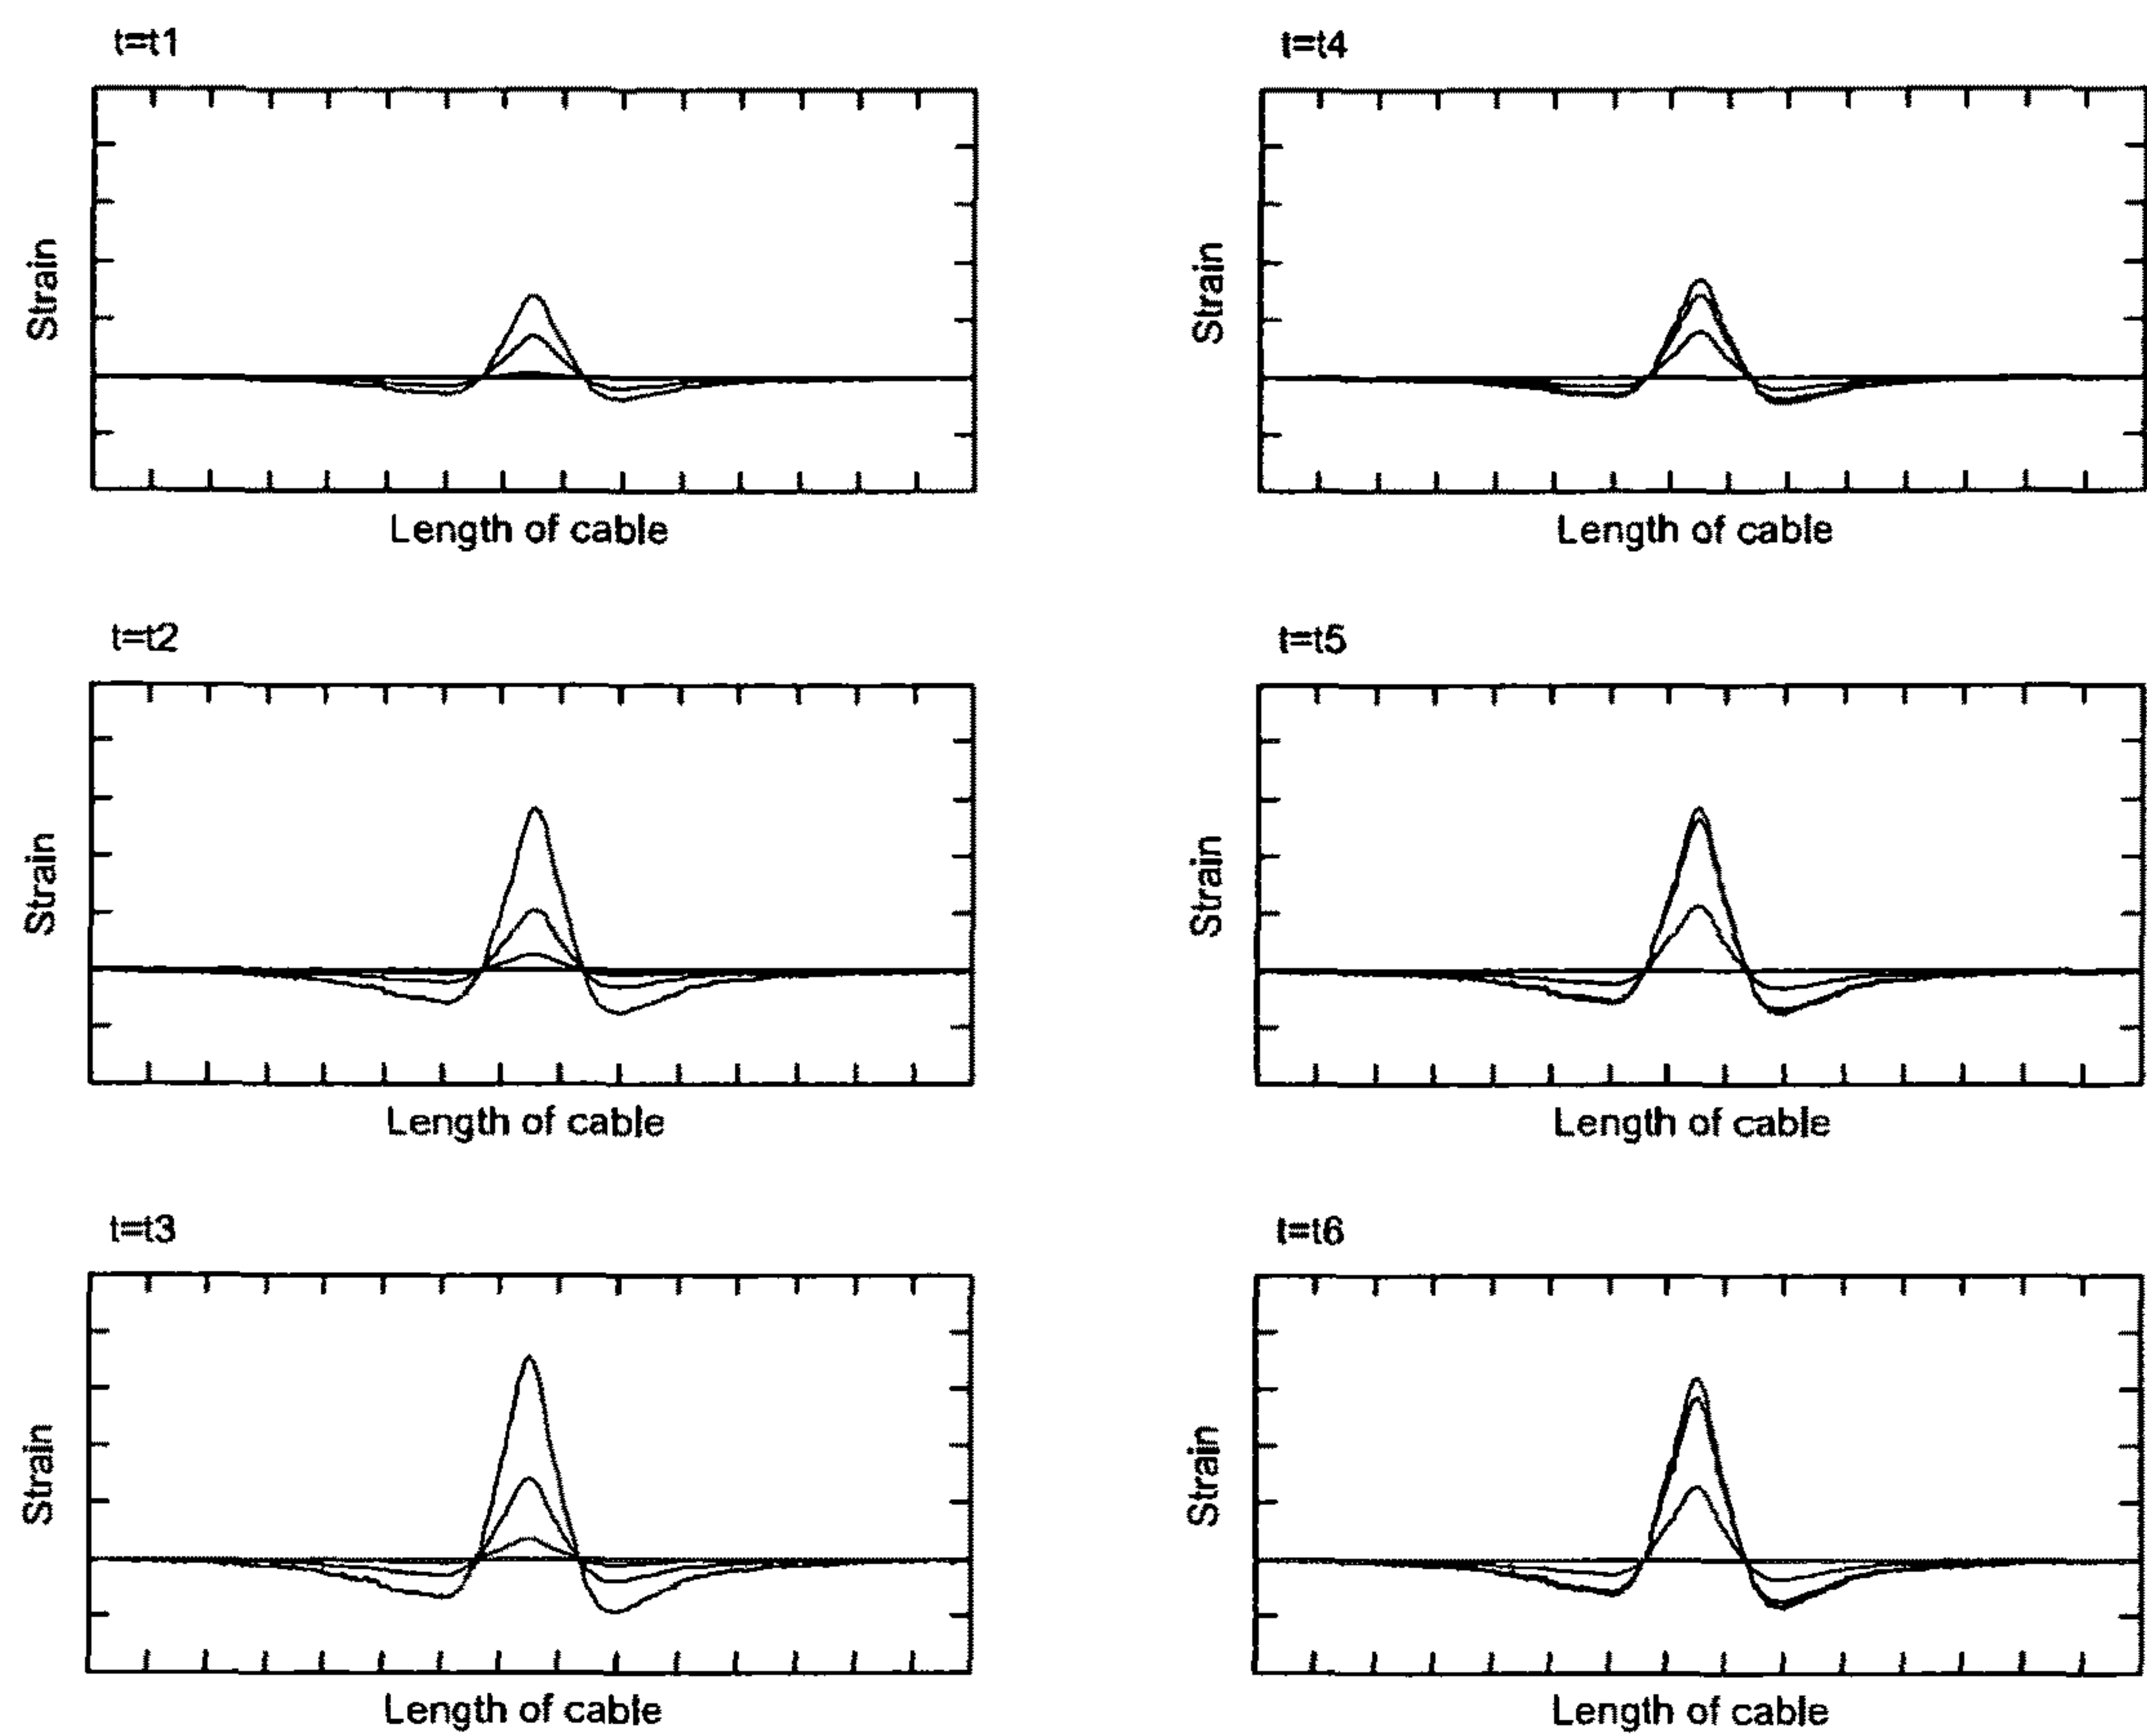 t=t1
Strain
Length of cable
t=t2
Strain
Length of cable
t=t3
Strain
Length of cable
t=t4
Strain
Length of cable
t=t5
Strain
Length of cable
t=t6
Strain
Length of cable